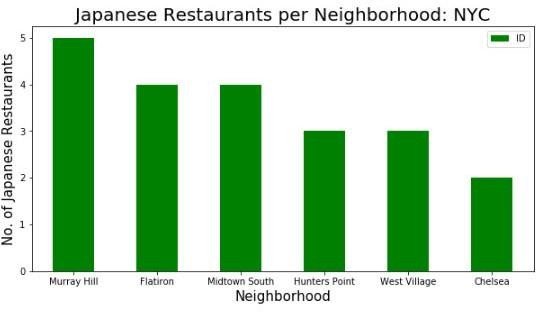 Japanese Restaurants per Neighborhood: NYC
ID
No. of Japanese Restaurants
5
4
3
2
1
0
Murray Hill
Flatiron
Midtown South
Hunters Point
West Village
Chelsea
Neighborhood